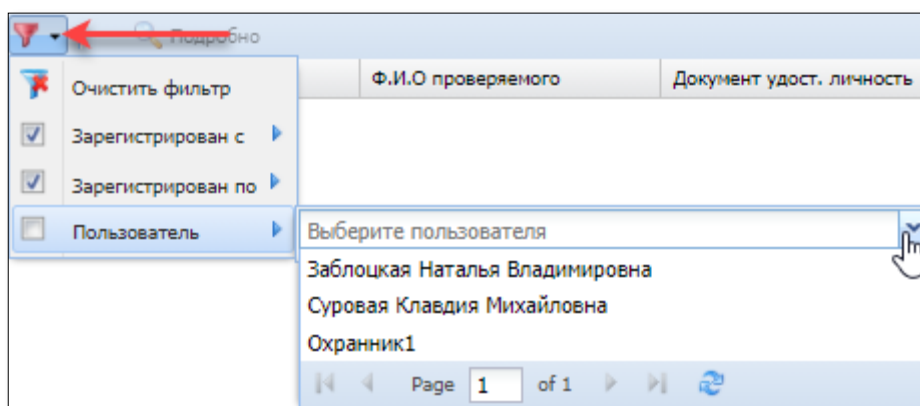 Подробно
Ф.И.О проверяемого
Документ удост. личность
Очистить фильтр
Зарегистрирован с
Зарегистрирован по
Пользователь
Выберите пользователя
Заблоцкая Наталья Владимировна
Суровая Клавдия Михайловна
Охранник1
Page 1 of 1